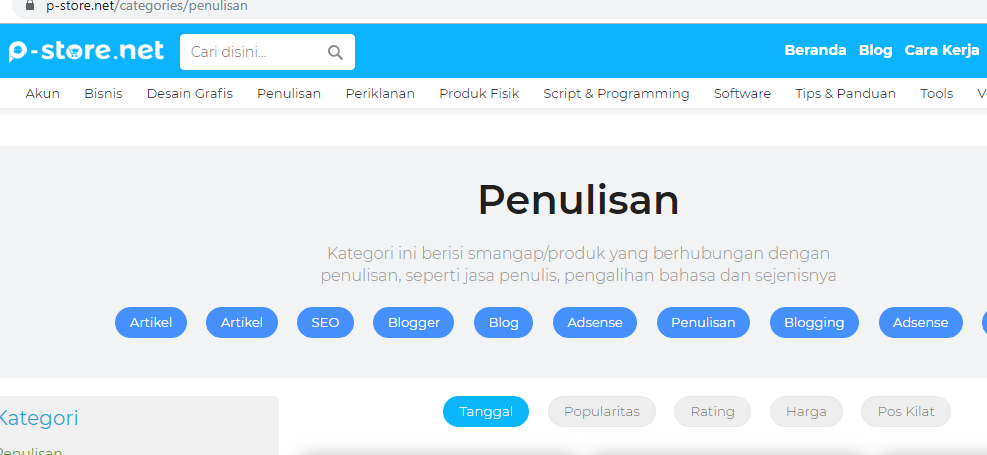 p-store.net/categories/penulisan
p-store.net
Cari disini...
Beranda Blog Cara Kerja
Akun Bisnis Desain Grafis Penulisan Periklanan Produk Fisik Script & Programming Software Tips & Panduan Tools V
Penulisan
Kategori ini berisi smangap/produk yang berhubungan dengan
penulisan, seperti jasa penulis, pengalihan bahasa dan sejenisnya
Artikel Artikel SEO Blogger Blog Adsense Penulisan Blogging Adsense
Kategori
Penulisan
Tanggal Popularitas Rating Harga Pos Kilat